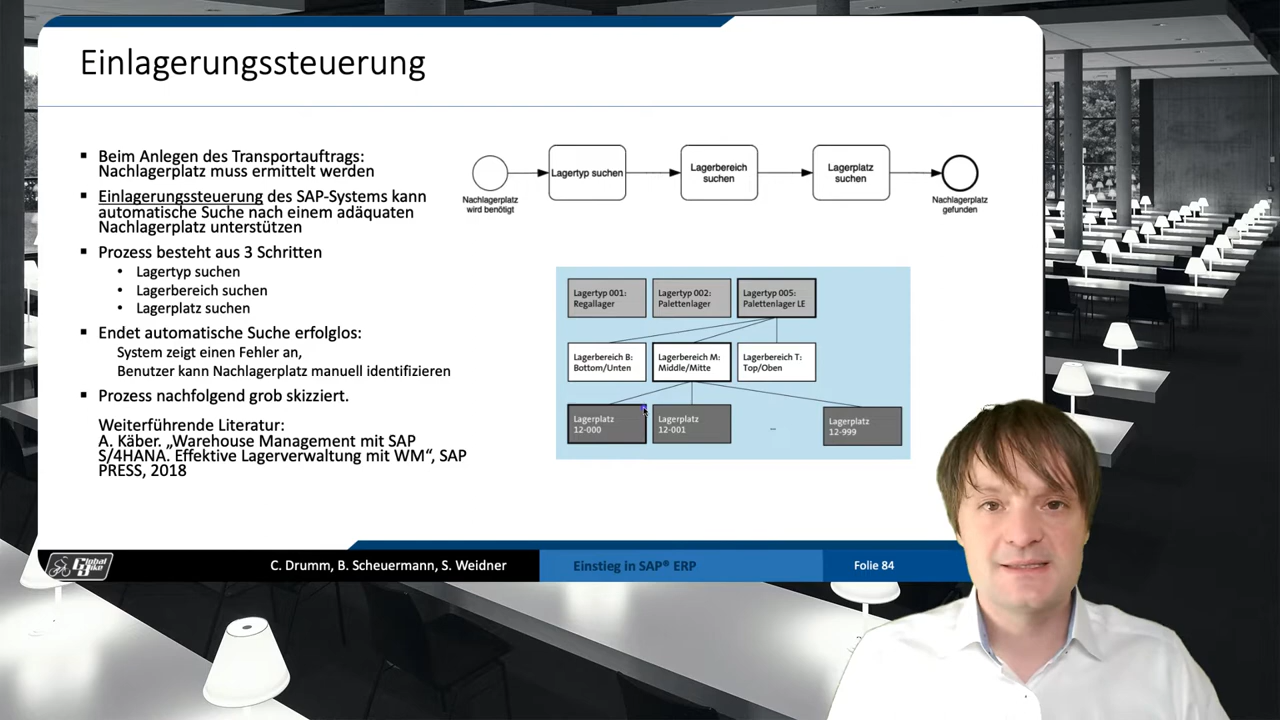 Einlagerungssteuerung
Beim Anlegen des Transportauftrags:
Nachlagerplatz muss ermittelt werden
Einlagerungssteuerung des SAP-Systems kann
automatische Suche nach einem adäquaten
Nachlagerplatz unterstützen
Prozess besteht aus 3 Schritten
Lagertyp suchen
Lagerbereich suchen
Lagerplatz suchen
Endet automatische Suche erfolglos:
System zeigt einen Fehler an,
Benutzer kann Nachlagerplatz manuell identifizieren
Prozess nachfolgend grob skizziert.
Weiterführende Literatur:
A. Käber. „Warehouse Management mit SAP
S/4HANA. Effektive Lagerverwaltung mit WM“, SAP
PRESS, 2018
Nachlagerplatz
wird benötigt
Lagertyp suchen
Lagerbereich
suchen
Lagerplatz
suchen
Nachlagerplatz
gefunden
Lagertyp 001:
Regallager
Lagertyp 002:
Palettenlager
Lagertyp 005:
Palettenlager LE
Lagerbereich B:
Bottom/Unten
Lagerbereich M:
Middle/Mitte
Lagerbereich T:
Top/Oben
Lagerplatz
12-000
Lagerplatz
12-001
...
Lagerplatz
12-999
Global
Bike
C. Drumm, B. Scheuermann, S. Weidner
Einstieg in SAP® ERP
Folie 84